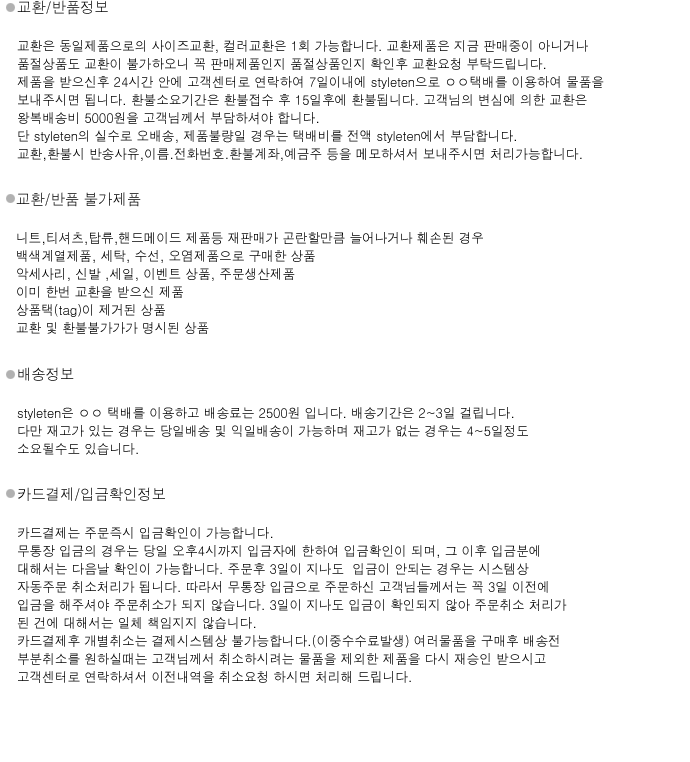 교환/반품정보
교환은 동일제품으로의 사이즈교환, 컬러교환은 1회 가능합니다. 교환제품은 지금 판매중이 아니거나
품절상품도 교환이 불가하오니 꼭 판매제품인지 품절상품인지 확인후 교환요청 부탁드립니다.
제품을 받으신후 24시간 안에 고객센터로 연락하여 7일이내에 styleten으로 ㅇㅇ택배를 이용하여 물품을
보내주시면 됩니다. 환불소요기간은 환불접수 후 15일후에 환불됩니다. 고객님의 변심에 의한 교환은
왕복배송비 5000원을 고객님께서 부담하셔야 합니다.
단 styleten의 실수로 오배송, 제품불량일 경우는 택배비를 전액 styleten에서 부담합니다.
교환,환불시 반송사유,이름.전화번호.환불계좌,예금주 등을 메모하셔서 보내주시면 처리가능합니다.
교환/반품 불가제품
니트,티셔츠,탑류,핸드메이드 제품등 재판매가 곤란할만큼 늘어나거나 훼손된 경우
백색계열제품, 세탁, 수선, 오염제품으로 구매한 상품
악세사리, 신발 ,세일, 이벤트 상품, 주문생산제품
이미 한번 교환을 받으신 제품
상품택(tag)이 제거된 상품
교환 및 환불불가가가 명시된 상품
배송정보
styleten은 ㅇㅇ 택배를 이용하고 배송료는 2500원 입니다. 배송기간은 2~3일 걸립니다.
다만 재고가 있는 경우는 당일배송 및 익일배송이 가능하며 재고가 없는 경우는 4~5일정도
소요될수도 있습니다.
카드결제/입금확인정보
카드결제는 주문즉시 입금확인이 가능합니다.
무통장 입금의 경우는 당일 오후4시까지 입금자에 한하여 입금확인이 되며, 그 이후 입금분에
대해서는 다음날 확인이 가능합니다. 주문후 3일이 지나도  입금이 안되는 경우는 시스템상
자동주문 취소처리가 됩니다. 따라서 무통장 입금으로 주문하신 고객님들께서는 꼭 3일 이전에
입금을 해주셔야 주문취소가 되지 않습니다. 3일이 지나도 입금이 확인되지 않아 주문취소 처리가
된 건에 대해서는 일체 책임지지 않습니다.
카드결제후 개별취소는 결제시스템상 불가능합니다.(이중수수료발생) 여러물품을 구매후 배송전
부분취소를 원하실때는 고객님께서 취소하시려는 물품을 제외한 제품을 다시 재승인 받으시고
고객센터로 연락하셔서 이전내역을 취소요청 하시면 처리해 드립니다.